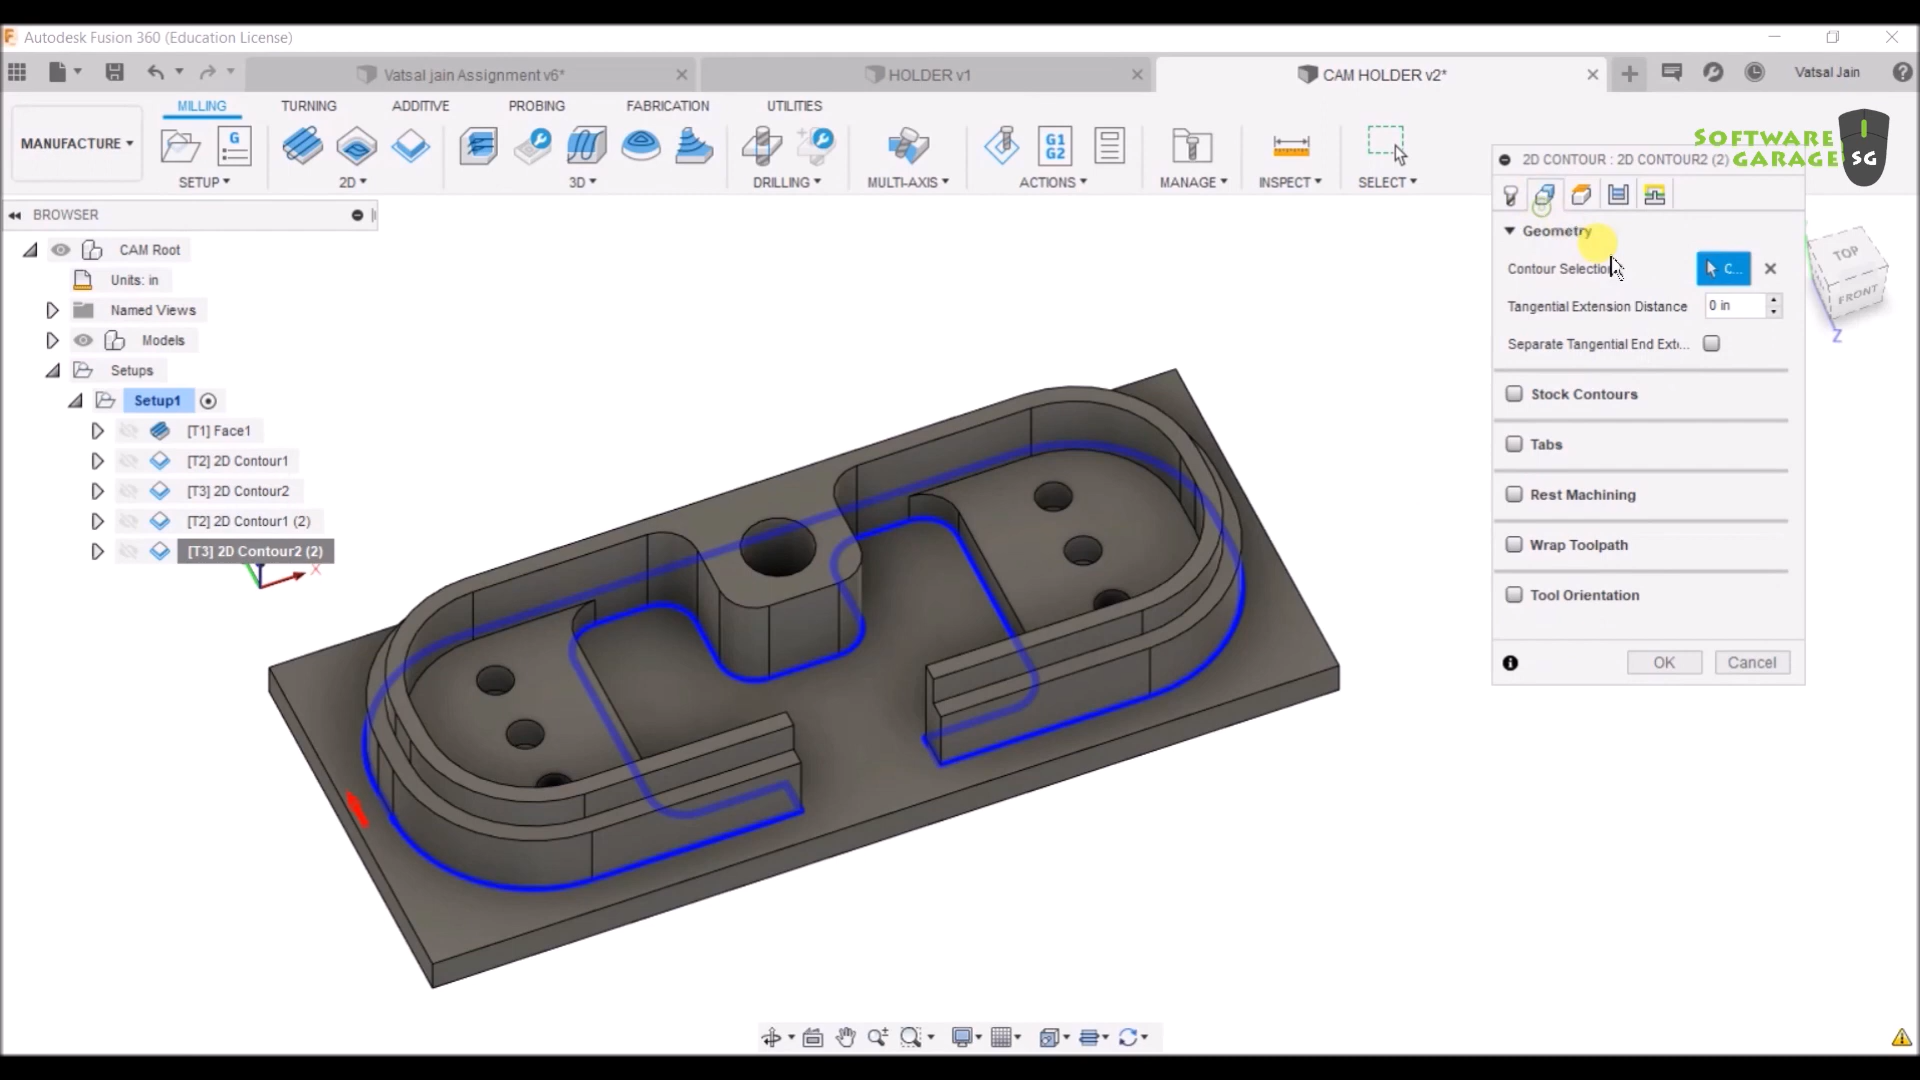 Autodesk Fusion 360 (Education License)
Vatsal jain Assignment v6*
HOLDER v1
CAM HOLDER v2*
Vatsal Jain
MILLING
TURNING
ADDITIVE
PROBING
FABRICATION
UTILITIES
MANUFACTURE
G
G1
G2
SETUP
2D
3D
DRILLING
MULTI-AXIS
ACTIONS
MANAGE
INSPECT
SELECT
SOFTWARE
GARAGE
SG
BROWSER
CAM Root
Units: in
Named Views
Models
Setups
Setup1
[T1] Face1
[T2] 2D Contour1
[T3] 2D Contour2
[T2] 2D Contour1 (2)
[T3] 2D Contour2 (2)
X
2D CONTOUR : 2D CONTOUR2 (2)
Geometry
Contour Selection
C...
Tangential Extension Distance
0 in
Separate Tangential End Ext...
Stock Contours
Tabs
Rest Machining
Wrap Toolpath
Tool Orientation
OK
Cancel
TOP
FRONT
Z